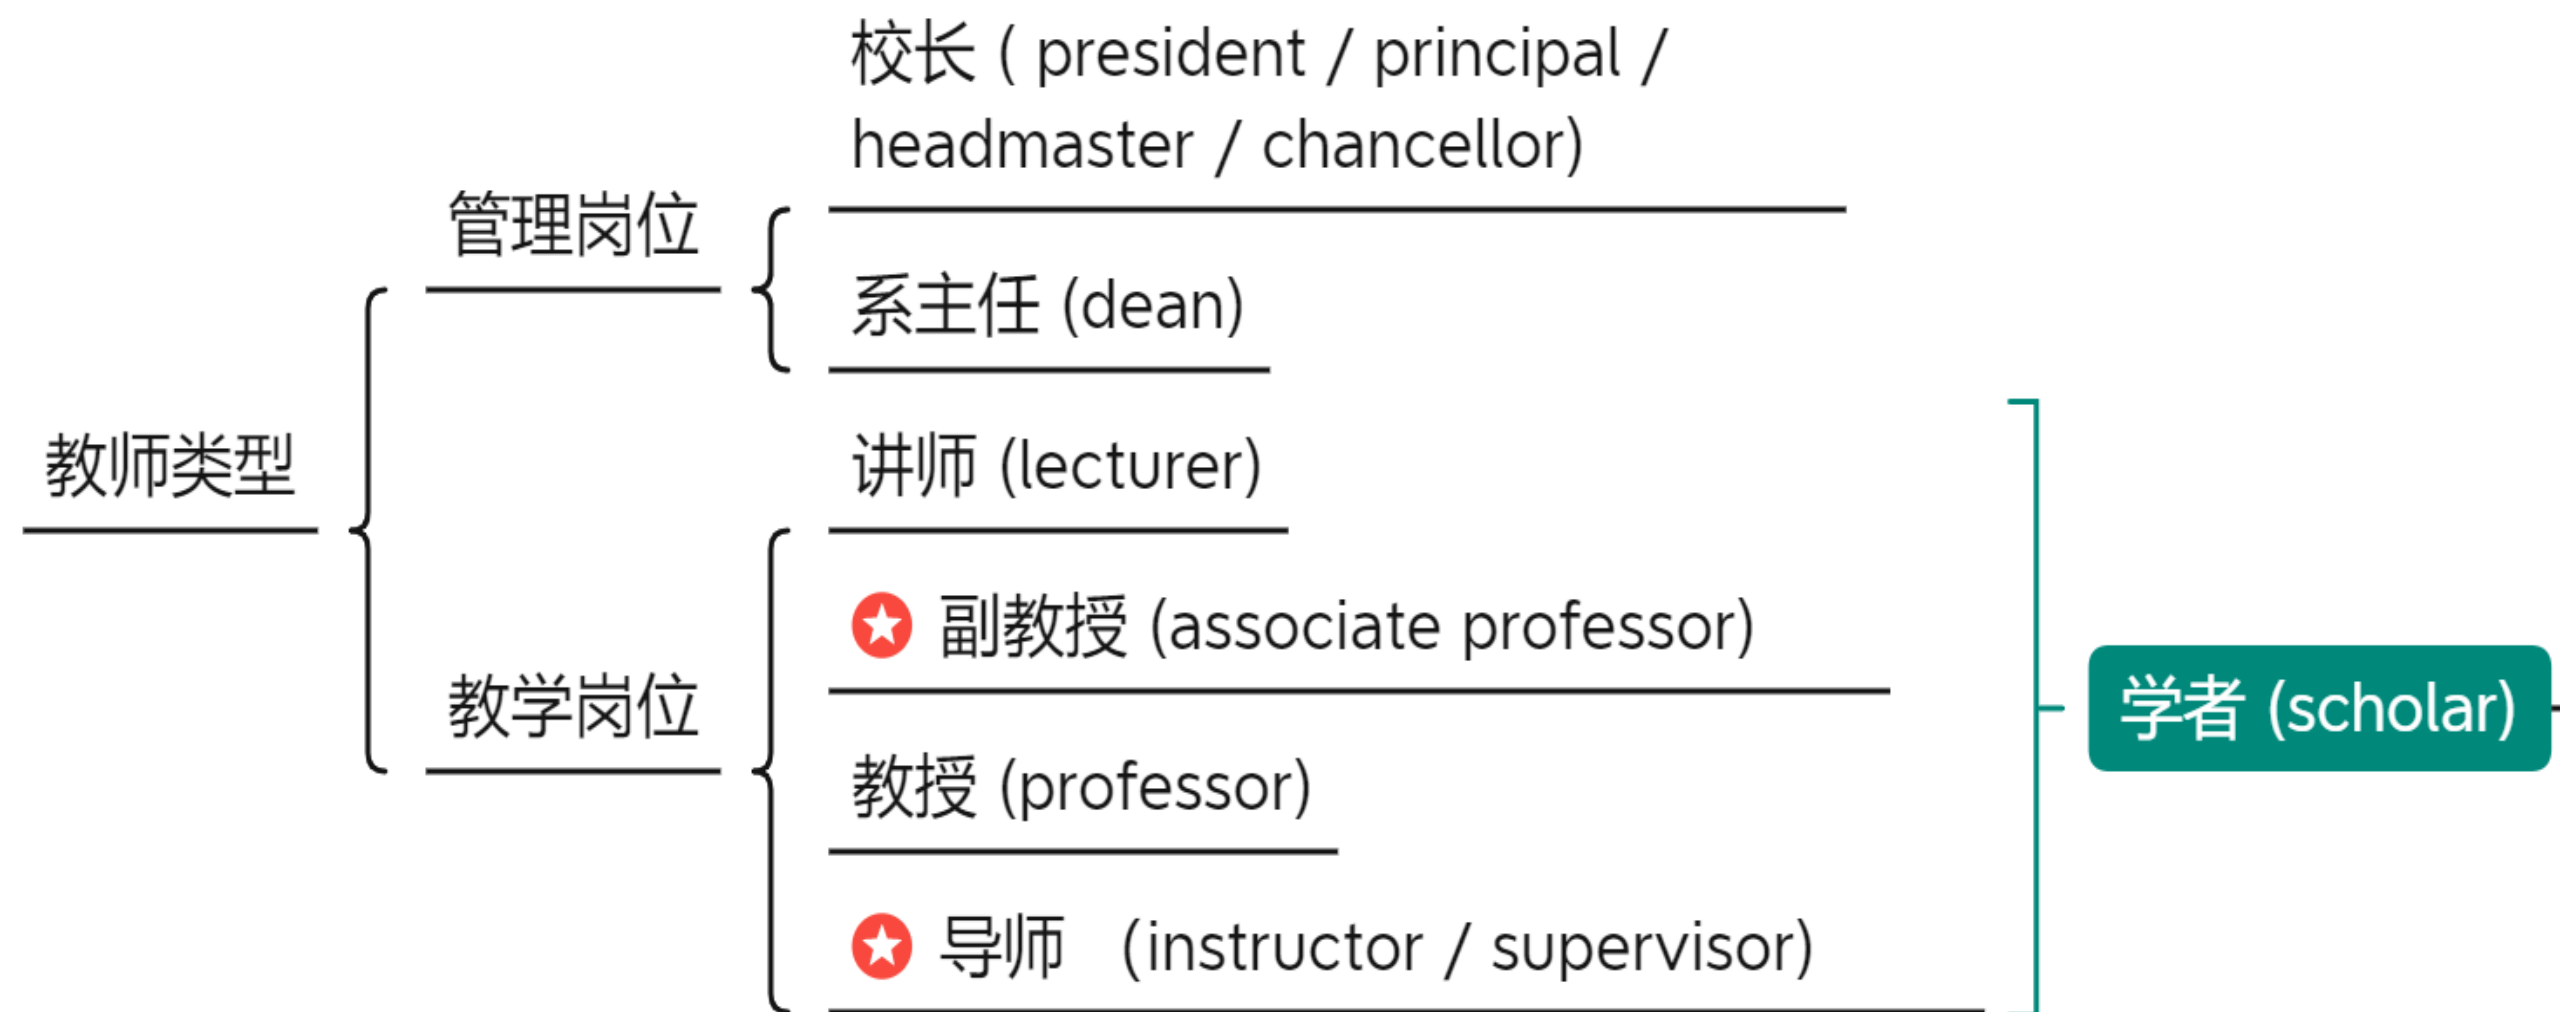 校长 ( president / principal /
headmaster / chancellor)
管理岗位
系主任 (dean)
教师类型
讲师 (lecturer)
副教授 (associate professor)
教学岗位
学者 (scholar)
教授 (professor)
导师 （instructor / supervisor)